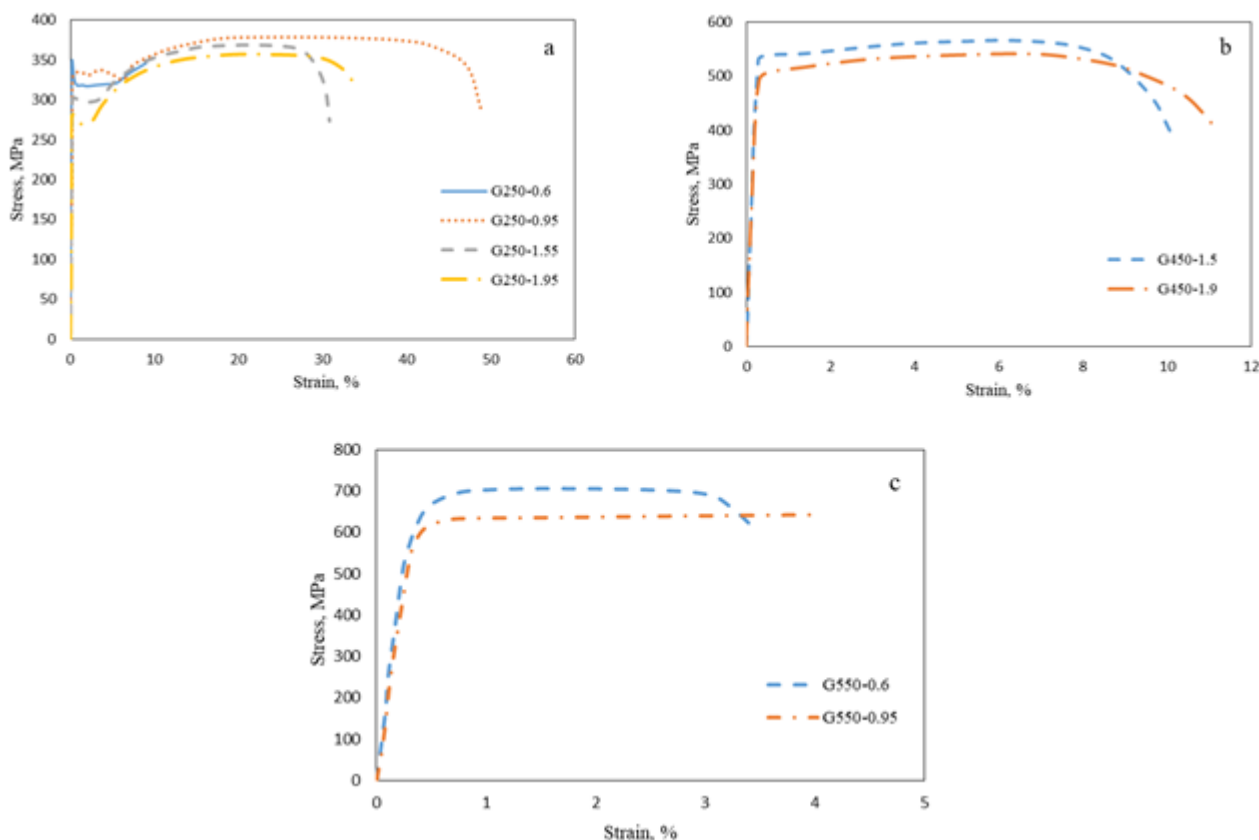 a
400
350
300
250
200
150
100
50
0
Stress, MPa
0 10 20 30 40 50 60
Strain, %
G250-0.6
G250-0.95
G250-1.55
G250-1.95
b
600
500
400
300
200
100
0
Stress, MPa
0 2 4 6 8 10 12
Strain, %
G450-1.5
G450-1.9
c
800
700
600
500
400
300
200
100
0
Stress, MPa
0 1 2 3 4 5
Strain, %
G550-0.6
G550-0.95